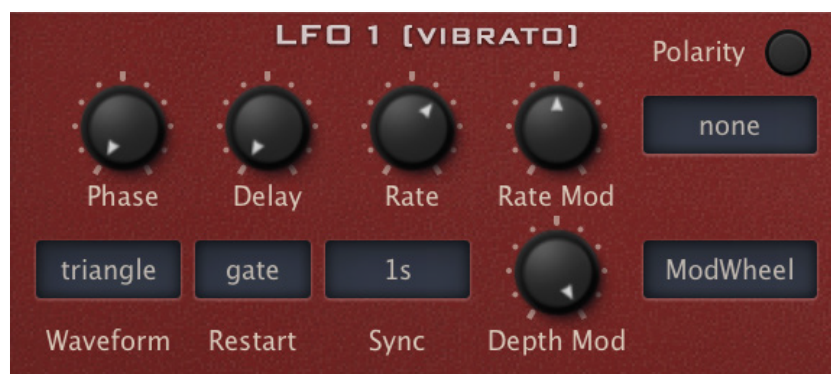 LFO 1 (VIBRATO)
Polarity
none
Phase Delay Rate Rate Mod
triangle gate 1s ModWheel
Waveform Restart Sync Depth Mod